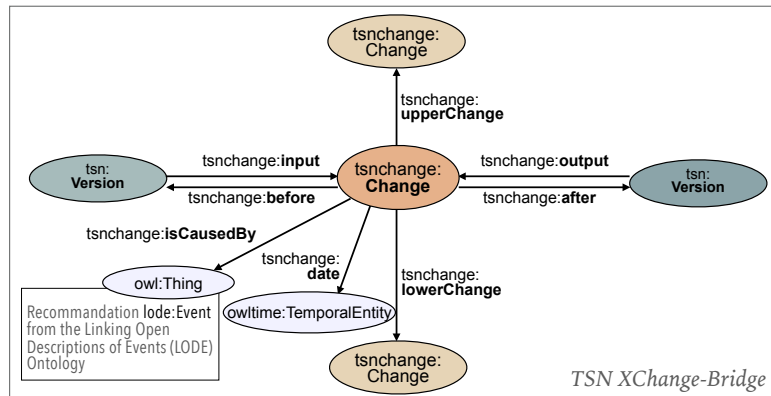 tsnchange:
Change
tsnchange:
upperChange
tsn:
Version
tsnchange:input
tsnchange:before
tsnchange:
Change
tsnchange:output
tsnchange:after
tsn:
Version
tsnchange:isCausedBy
tsnchange:
date
tsnchange:
lowerChange
owl:Thing
owltime:TemporalEntity
Recommandation lode:Event
from the Linking Open
Descriptions of Events (LODE)
Ontology
tsnchange:
Change
TSN XChange-Bridge